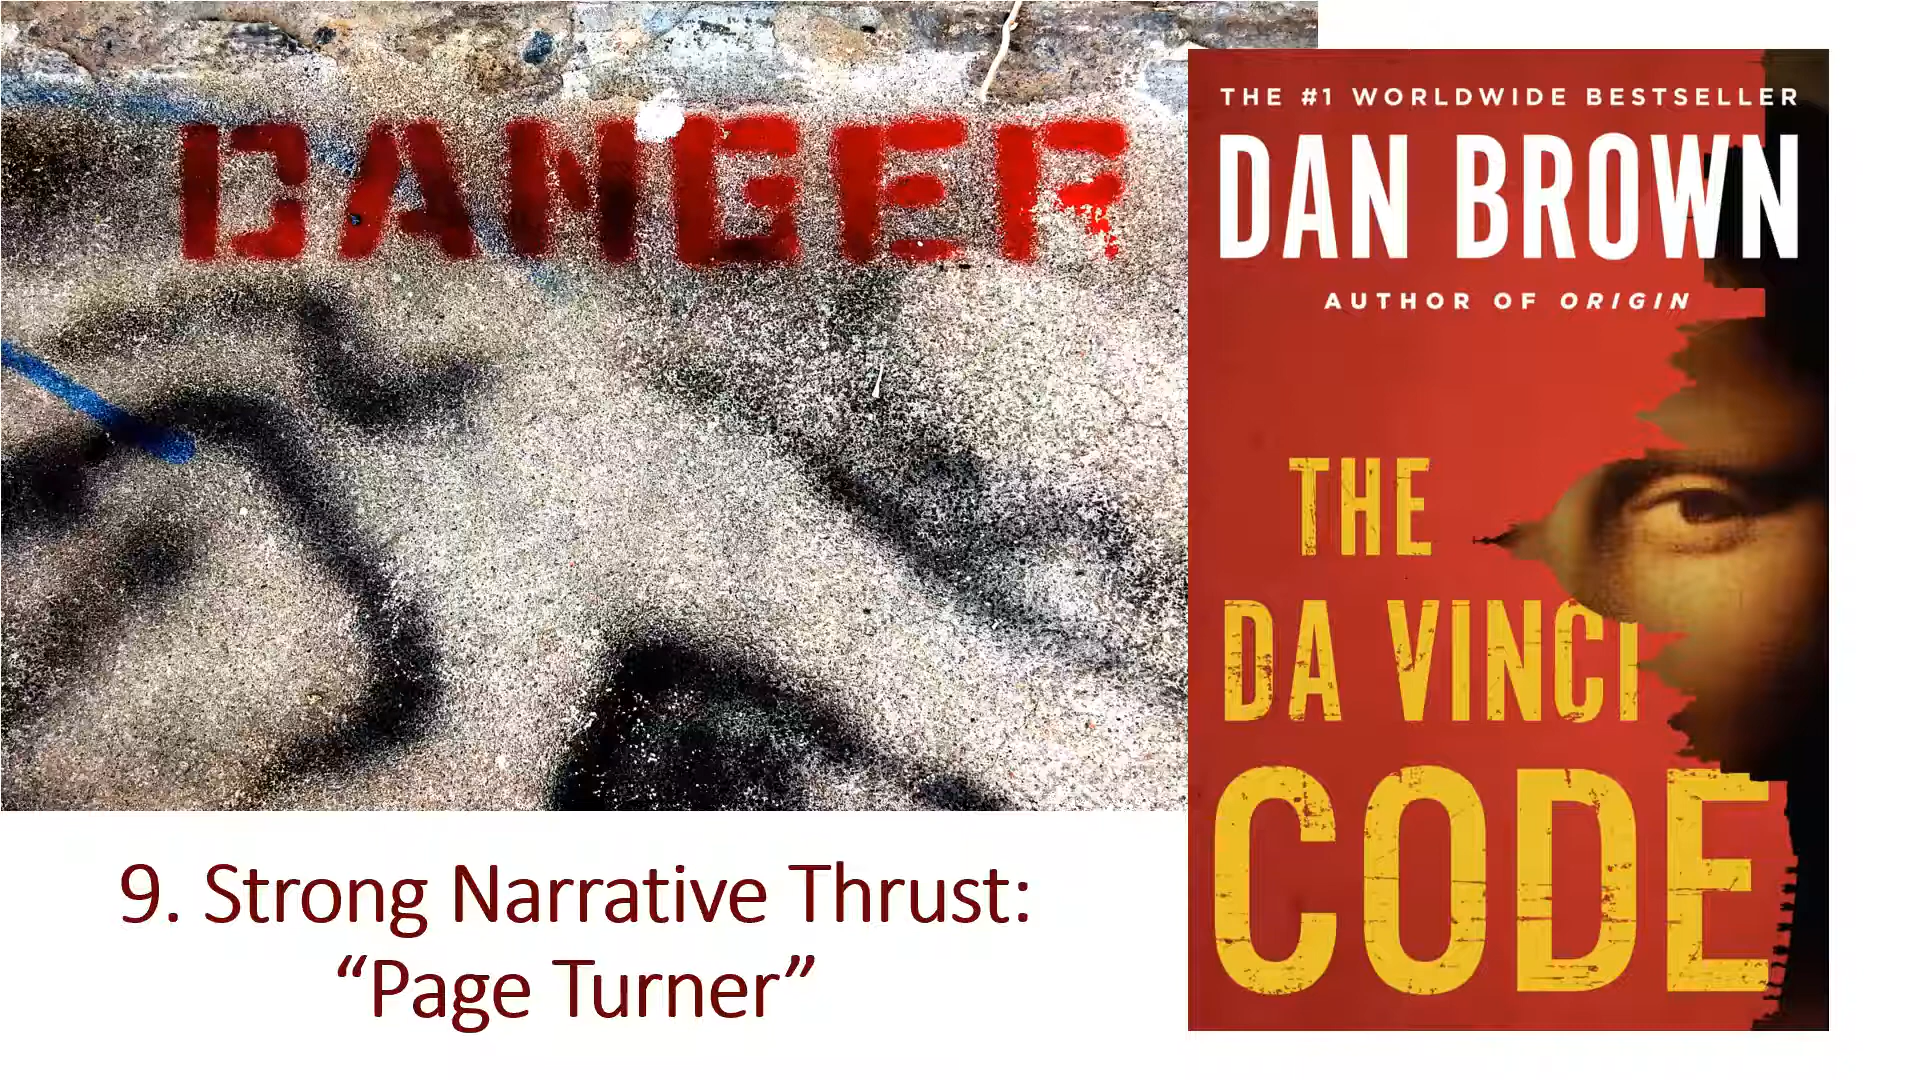 DANGER
THE #1 WORLDWIDE BESTSELLER
DAN BROWN
AUTHOR OF ORIGIN
THE
DA VINCI
CODE
9. Strong Narrative Thrust:
“Page Turner”